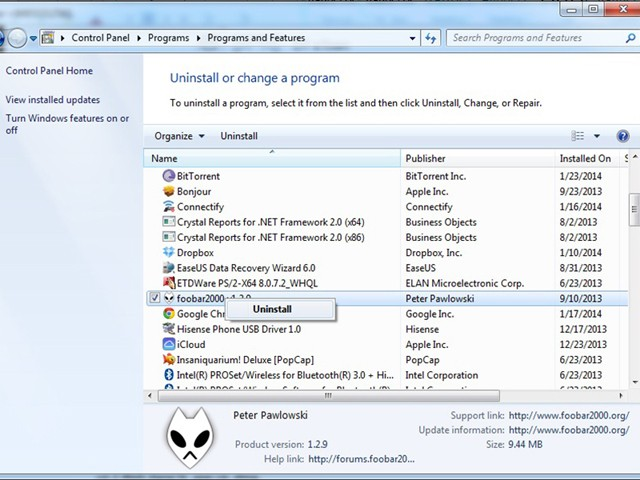 Control Panel Programs Programs and Features Search Programs and Features
Control Panel Home
View installed updates
Turn Windows features on or
off
Uninstall or change a program
To uninstall a program, select it from the list and then click Uninstall, Change, or Repair.
Organize Uninstall
Name Publisher Installed On S
BitTorrent BitTorrent Inc. 1/23/2014
Bonjour Apple Inc. 9/23/2013
Connectify Connectify 1/16/2014
Crystal Reports for .NET Framework 2.0 (x64) Business Objects 8/2/2013
Crystal Reports for .NET Framework 2.0 (x86) Business Objects 8/2/2013
Dropbox Dropbox, Inc. 1/10/2014
EaseUS Data Recovery Wizard 6.0 EaseUS 8/31/2013
ETDWare PS/2-X64 8.0.7.2_WHQL ELAN Microelectronic Corp. 6/23/2013
foobar2000 v1.2.9 Peter Pawlowski 9/10/2013
Uninstall
Google Chr Google Inc. 1/17/2014
Hisense Phone USB Driver 1.0 Hisense 12/17/2013
iCloud Apple Inc. 12/23/2013
Insaniquarium! Deluxe [PopCap] PopCap 6/23/2013
Intel(R) PROSet/Wireless for Bluetooth(R) 3.0 + Hi... Intel Corporation 6/23/2013
Peter Pawlowski
Product version: 1.2.9
Help link: http://forums.foobar20...
Support link: http://www.foobar2000.org/
Update information: http://www.foobar2000.org/
Size: 9.44 MB